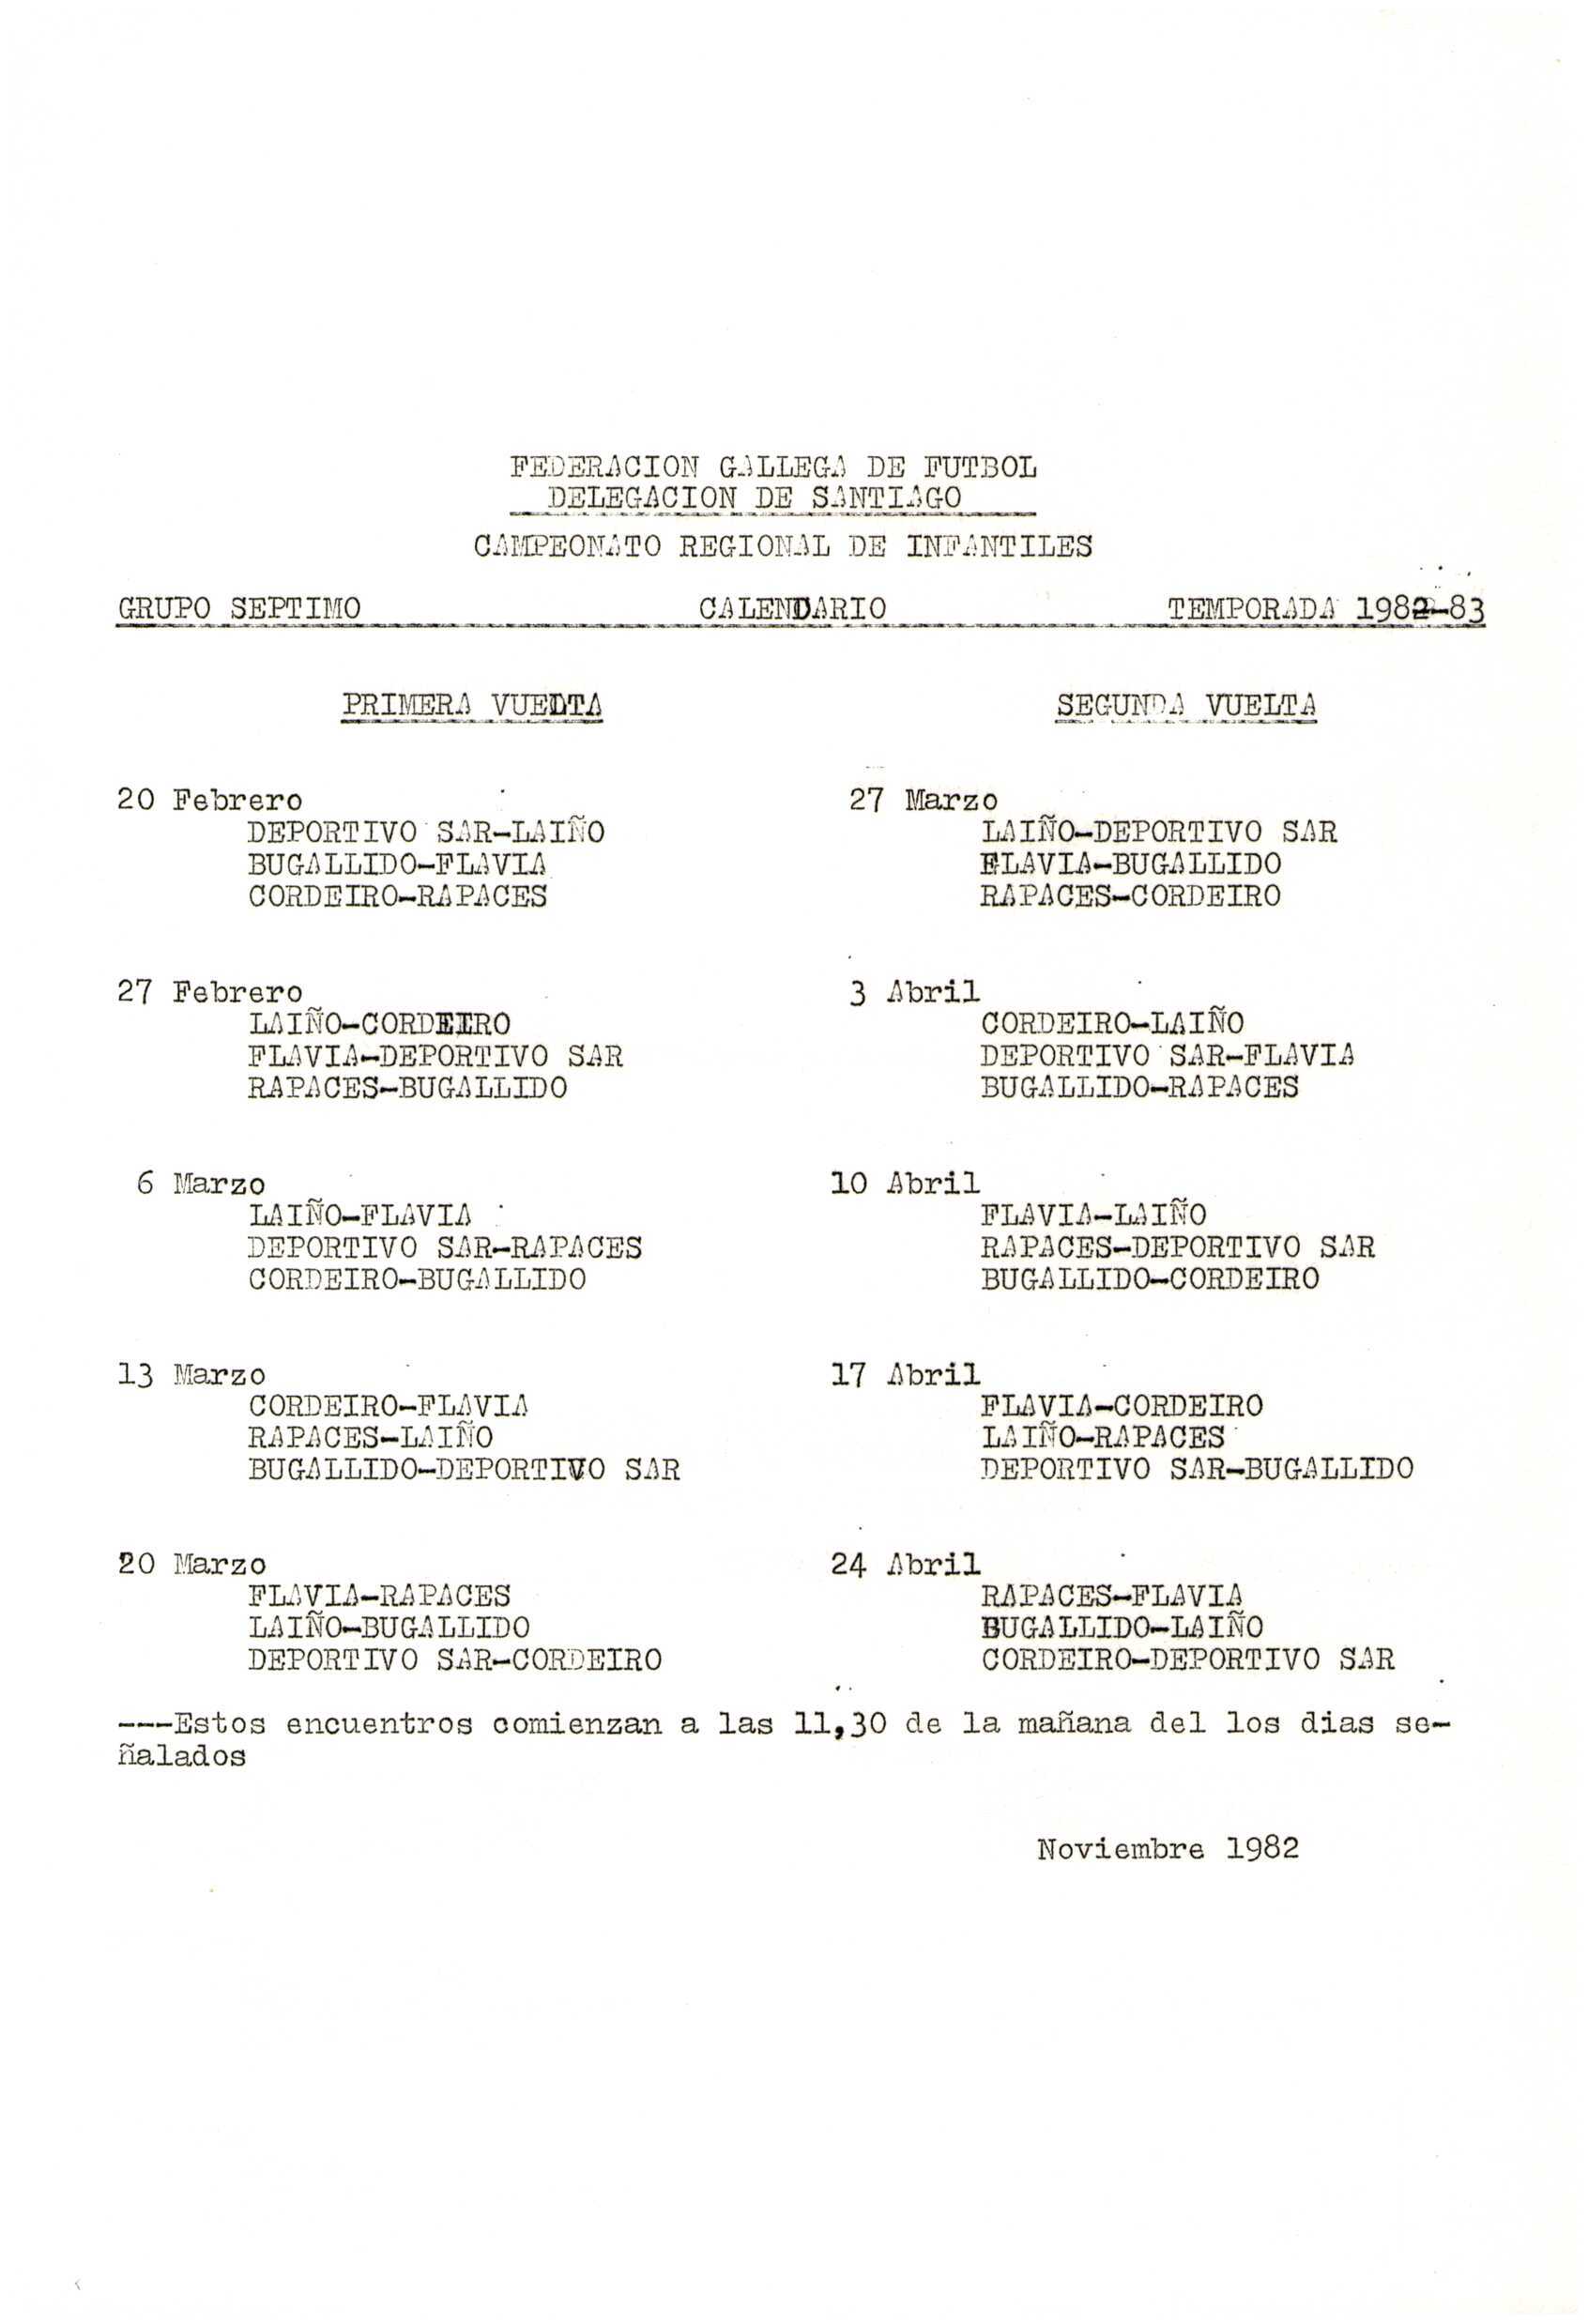 FEDERACION GALLEGA DE FUTBOL
DELEGACION DE SANTIAGO
CAMPEONATO REGIONAL DE INFANTILES
GRUPO SEPTIMO CALENDARIO TEMPORADA 1982-83
PRIMERA VUELTA
20 Febrero
DEPORTIVO SAR-LAIÑO
BUGALLIDO-FLAVIA
CORDEIRO-RAPACES
27 Febrero
LAIÑO-CORDEIRO
FLAVIA-DEPORTIVO SAR
RAPACES-BUGALLIDO
6 Marzo
LAIÑO-FLAVIA
DEPORTIVO SAR-RAPACES
CORDEIRO-BUGALLIDO
13 Marzo
CORDEIRO-FLAVIA
RAPACES-LAIÑO
BUGALLIDO-DEPORTIVO SAR
20 Marzo
FLAVIA-RAPACES
LAIÑO-BUGALLIDO
DEPORTIVO SAR-CORDEIRO
SEGUNDA VUELTA
27 Marzo
LAIÑO-DEPORTIVO SAR
FLAVIA-BUGALLIDO
RAPACES-CORDEIRO
3 Abril
CORDEIRO-LAIÑO
DEPORTIVO SAR-FLAVIA
BUGALLIDO-RAPACES
10 Abril
FLAVIA-LAIÑO
RAPACES-DEPORTIVO SAR
BUGALLIDO-CORDEIRO
17 Abril
FLAVIA-CORDEIRO
LAIÑO-RAPACES
DEPORTIVO SAR-BUGALLIDO
24 Abril
RAPACES-FLAVIA
BUGALLIDO-LAIÑO
CORDEIRO-DEPORTIVO SAR
---Estos encuentros comienzan a las 11,30 de la mañana del los dias se-
ñalados
Noviembre 1982